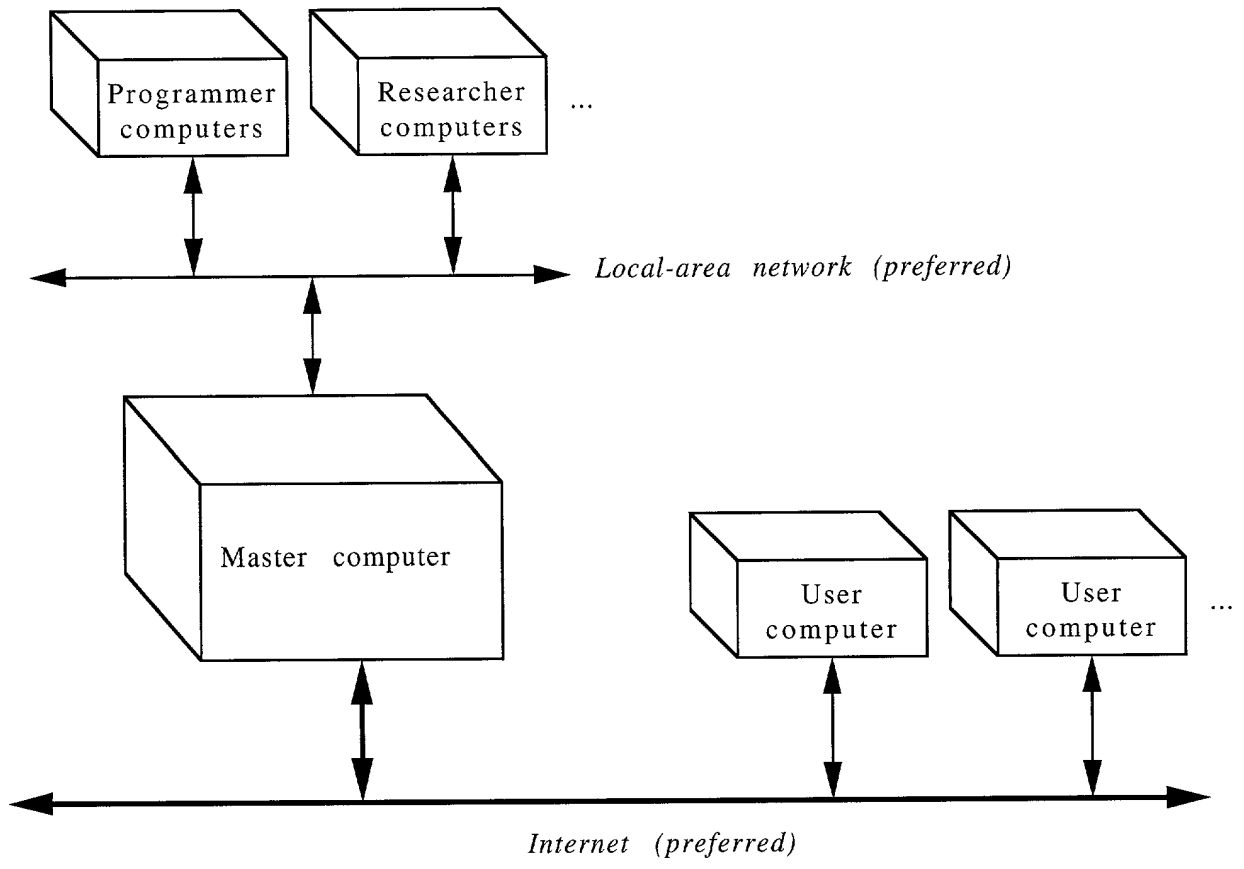 Programmer
computers
Researcher
computers
...
Local-area network (preferred)
Master computer
User
computer
User
computer
...
Internet (preferred)